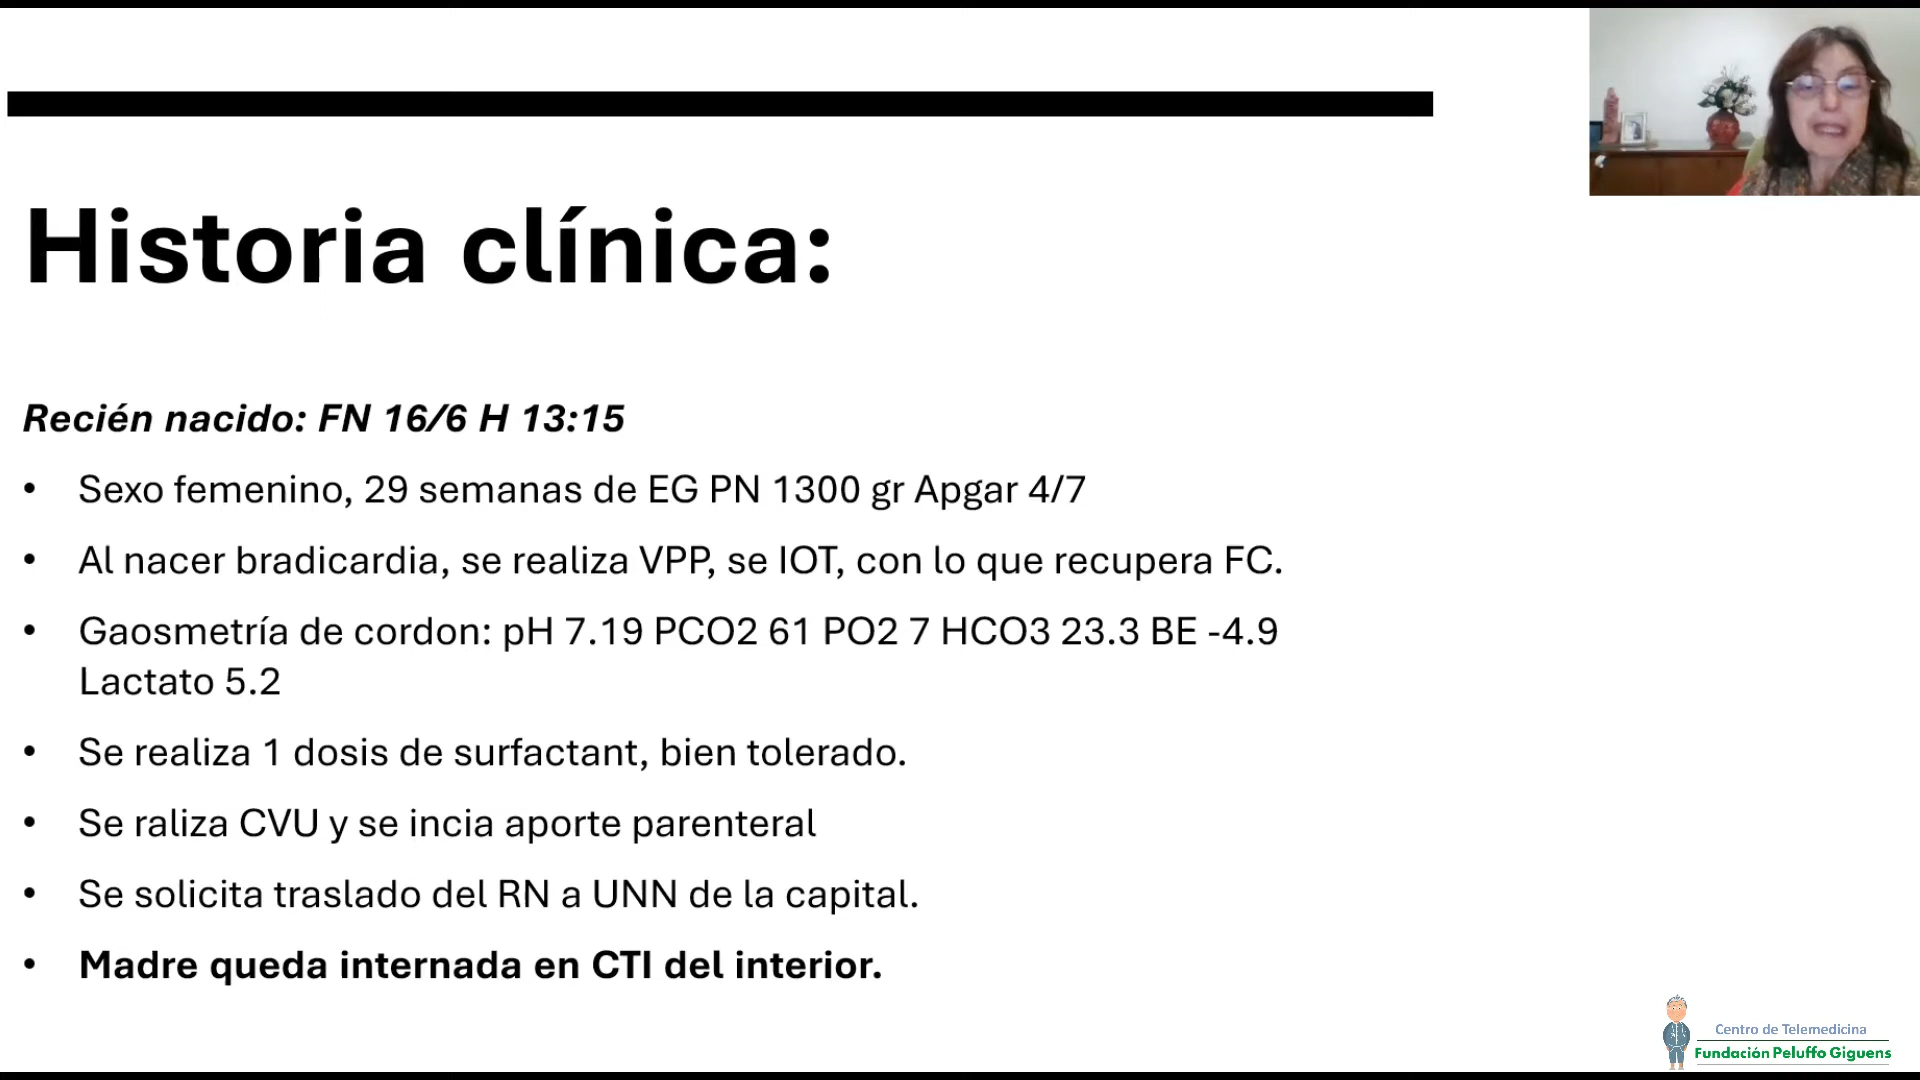 Historia clínica:
Recién nacido: FN 16/6 H 13:15
• Sexo femenino, 29 semanas de EG PN 1300 gr Apgar 4/7
• Al nacer bradicardia, se realiza VPP, se IOT, con lo que recupera FC.
• Gaosmetría de cordon: pH 7.19 PCO2 61 PO2 7 HCO3 23.3 BE -4.9
Lactato 5.2
• Se realiza 1 dosis de surfactant, bien tolerado.
• Se raliza CVU y se incia aporte parenteral
• Se solicita traslado del RN a UNN de la capital.
• Madre queda internada en CTI del interior.
Centro de Telemedicina
Fundación Peluffo Giguens